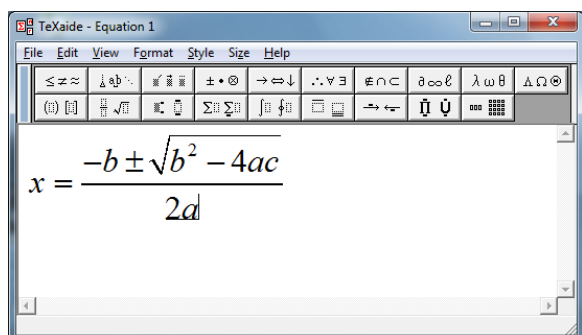 TeXaide - Equation 1
File Edit View Format Style Size Help
≤ ≠ ≈ ± • ⊗ → ⇔ ↓ ∴ ∀ ∃ ∉ ∩ ⊂ ∂ ∞ ℓ λ ω θ Λ Ω Θ
x = (-b ± √(b² - 4ac)) / 2a